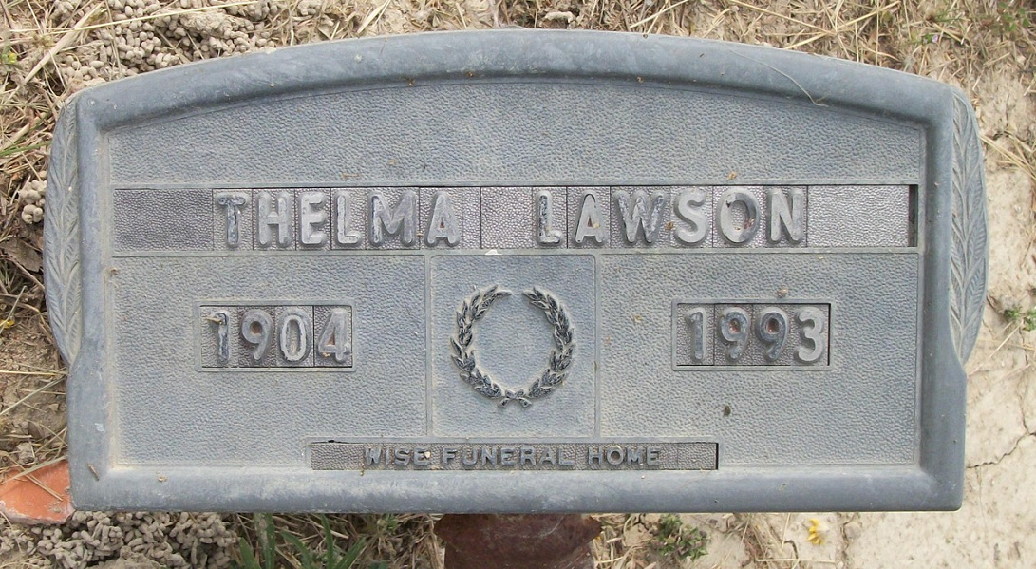 THELMA LAWSON
1904 1993
WISE FUNERAL HOME